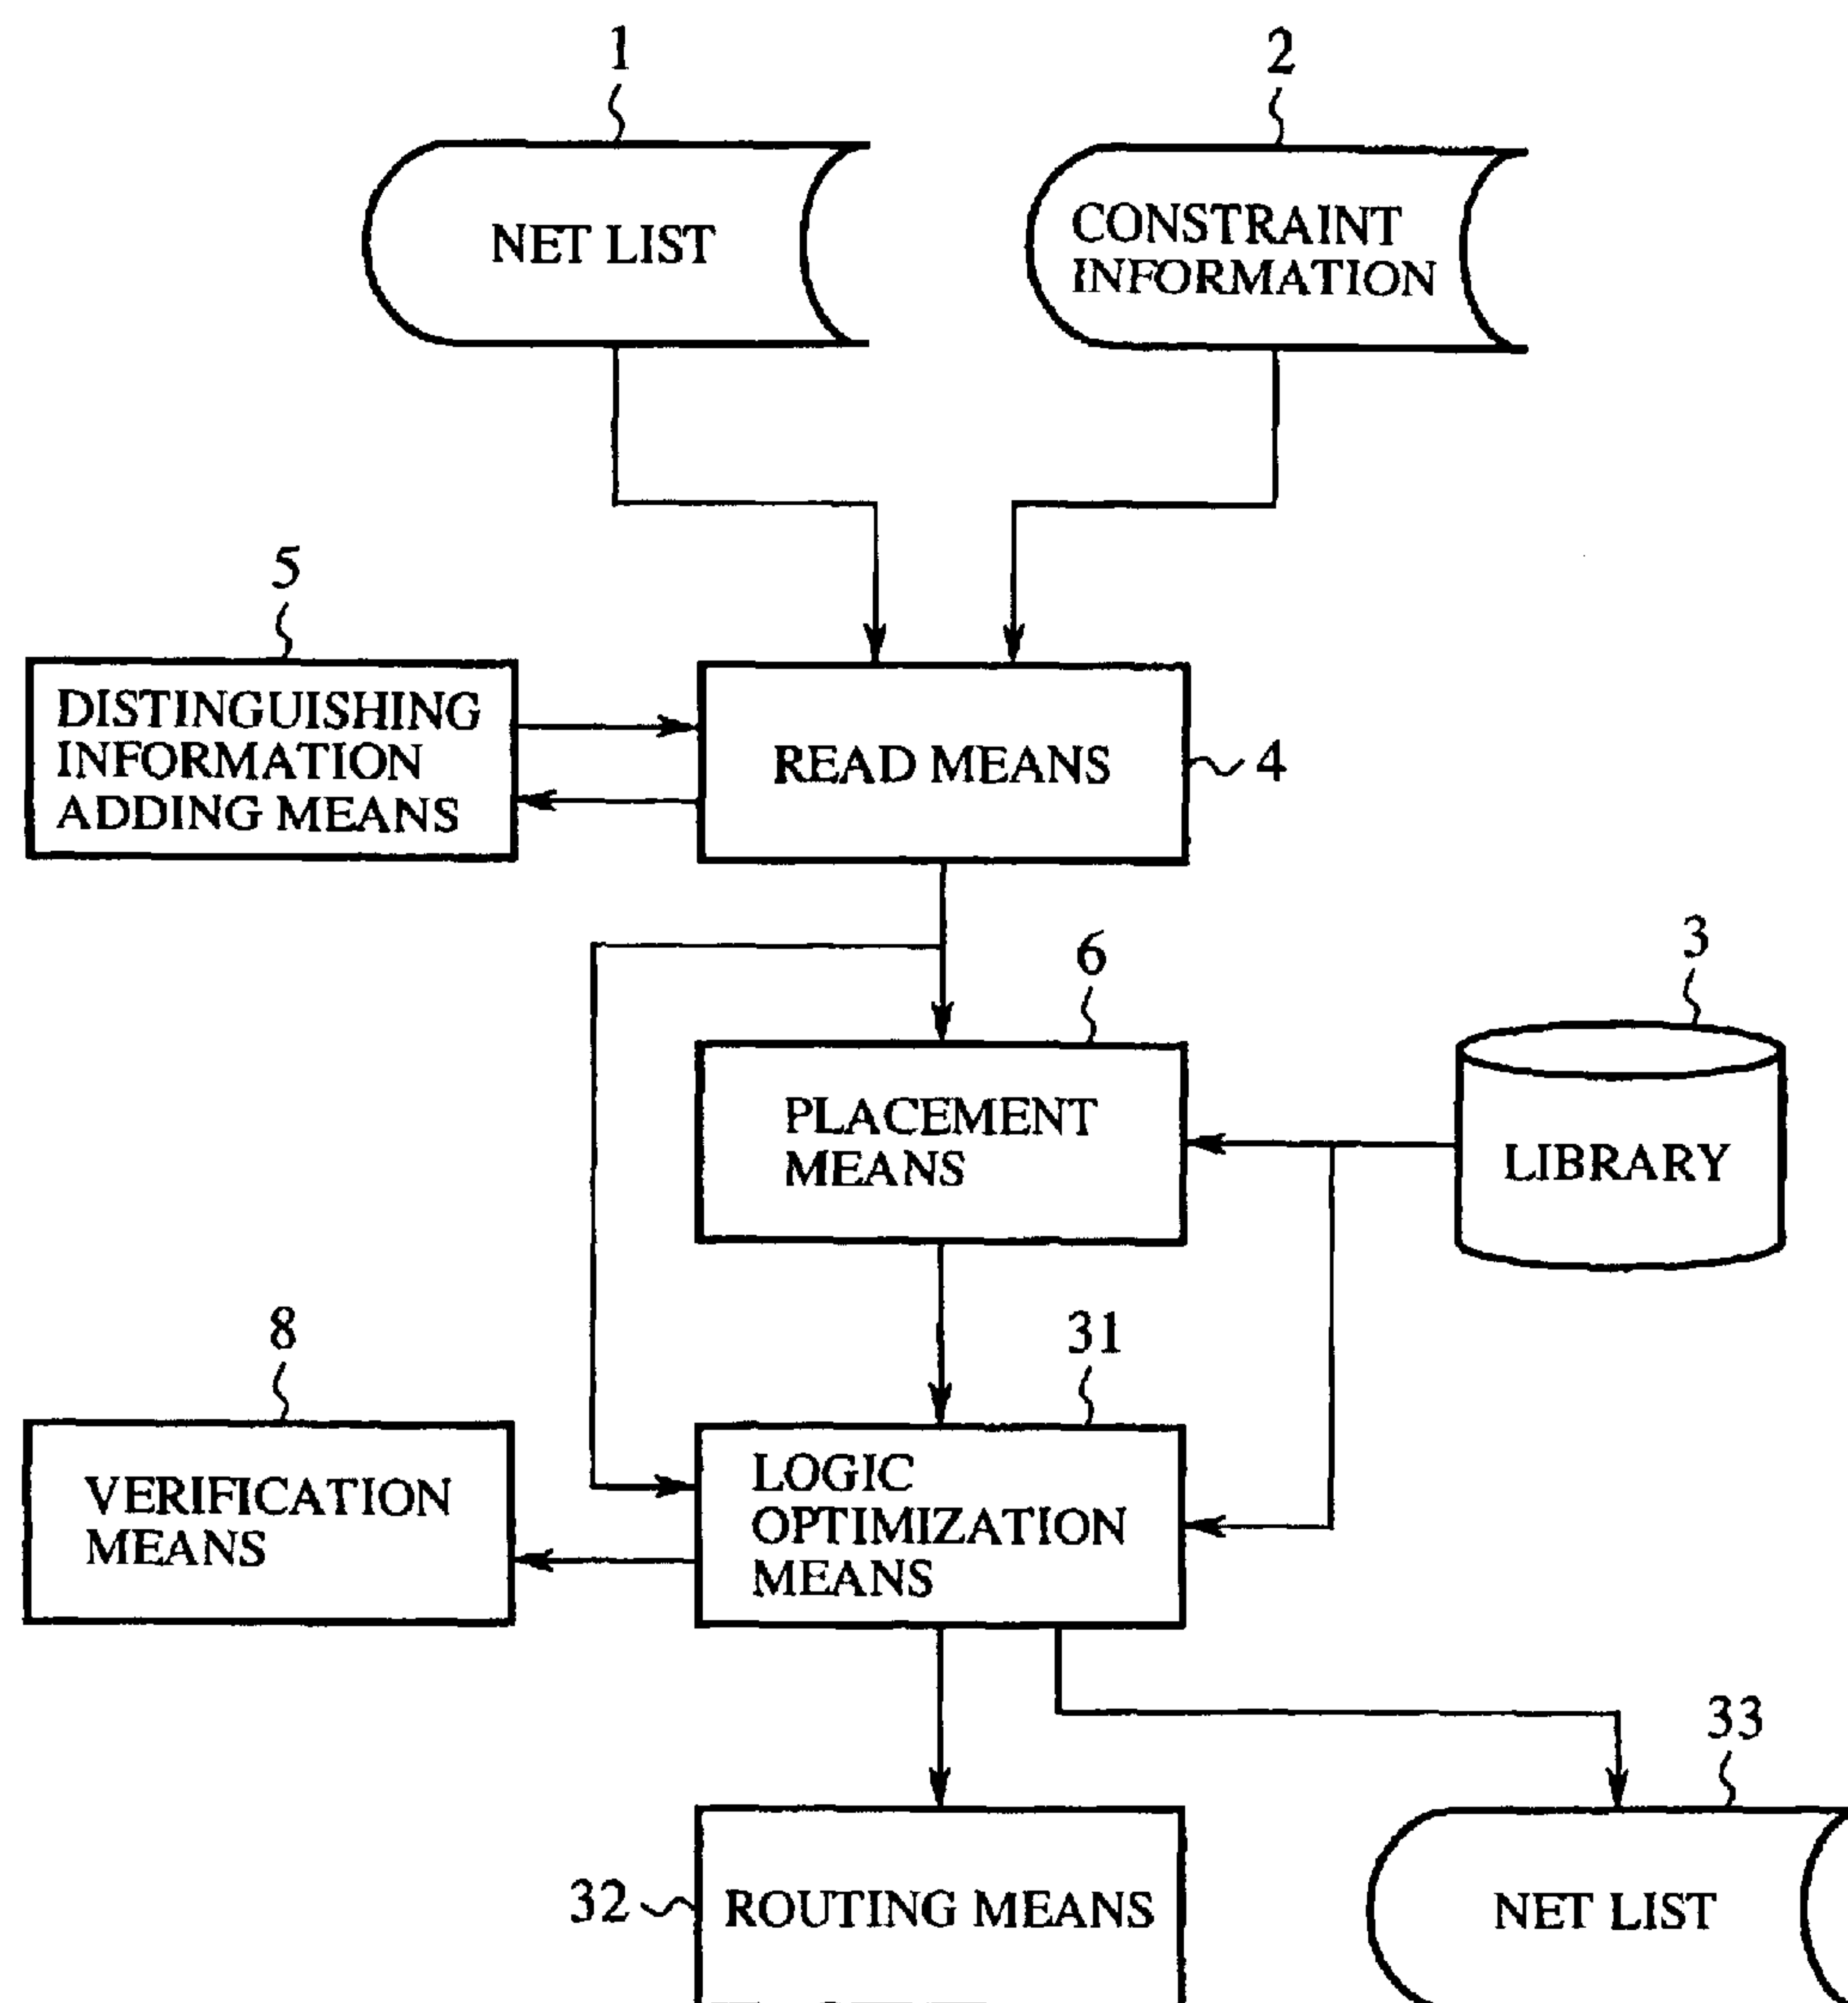 1
2
NET LIST
CONSTRAINT
INFORMATION
5
DISTINGUISHING
INFORMATION
ADDING MEANS
READ MEANS
4
6
3
PLACEMENT
MEANS
LIBRARY
8
31
VERIFICATION
MEANS
LOGIC
OPTIMIZATION
MEANS
33
32
ROUTING MEANS
NET LIST